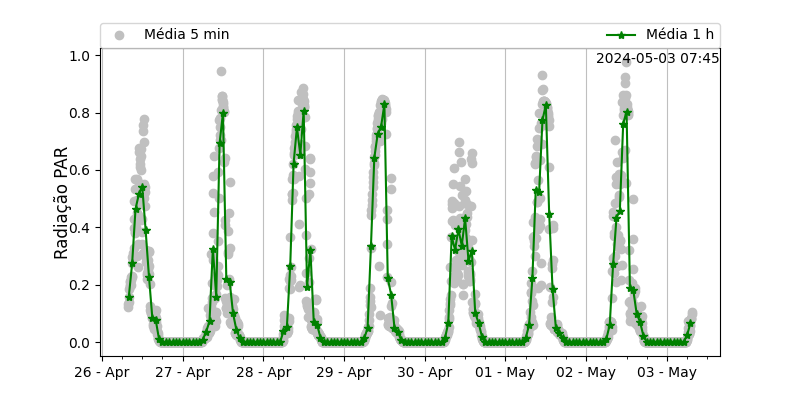 Média 5 min
Média 1 h
2024-05-03 07:45
1.0
0.8
0.6
0.4
0.2
0.0
Radiação PAR
26 - Apr
27 - Apr
28 - Apr
29 - Apr
30 - Apr
01 - May
02 - May
03 - May